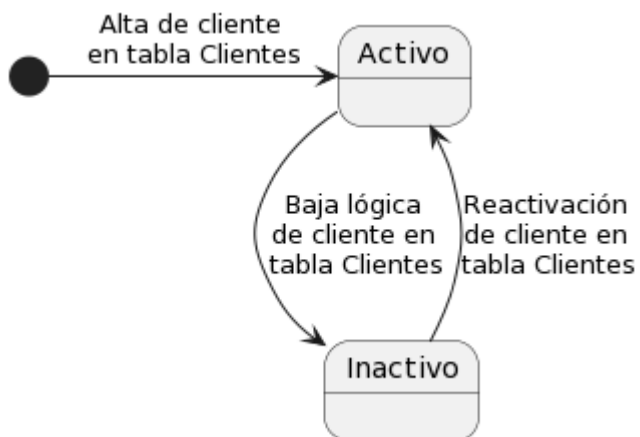 Alta de cliente
en tabla Clientes
Activo
Baja lógica
de cliente en
tabla Clientes
Reactivación
de cliente en
tabla Clientes
Inactivo